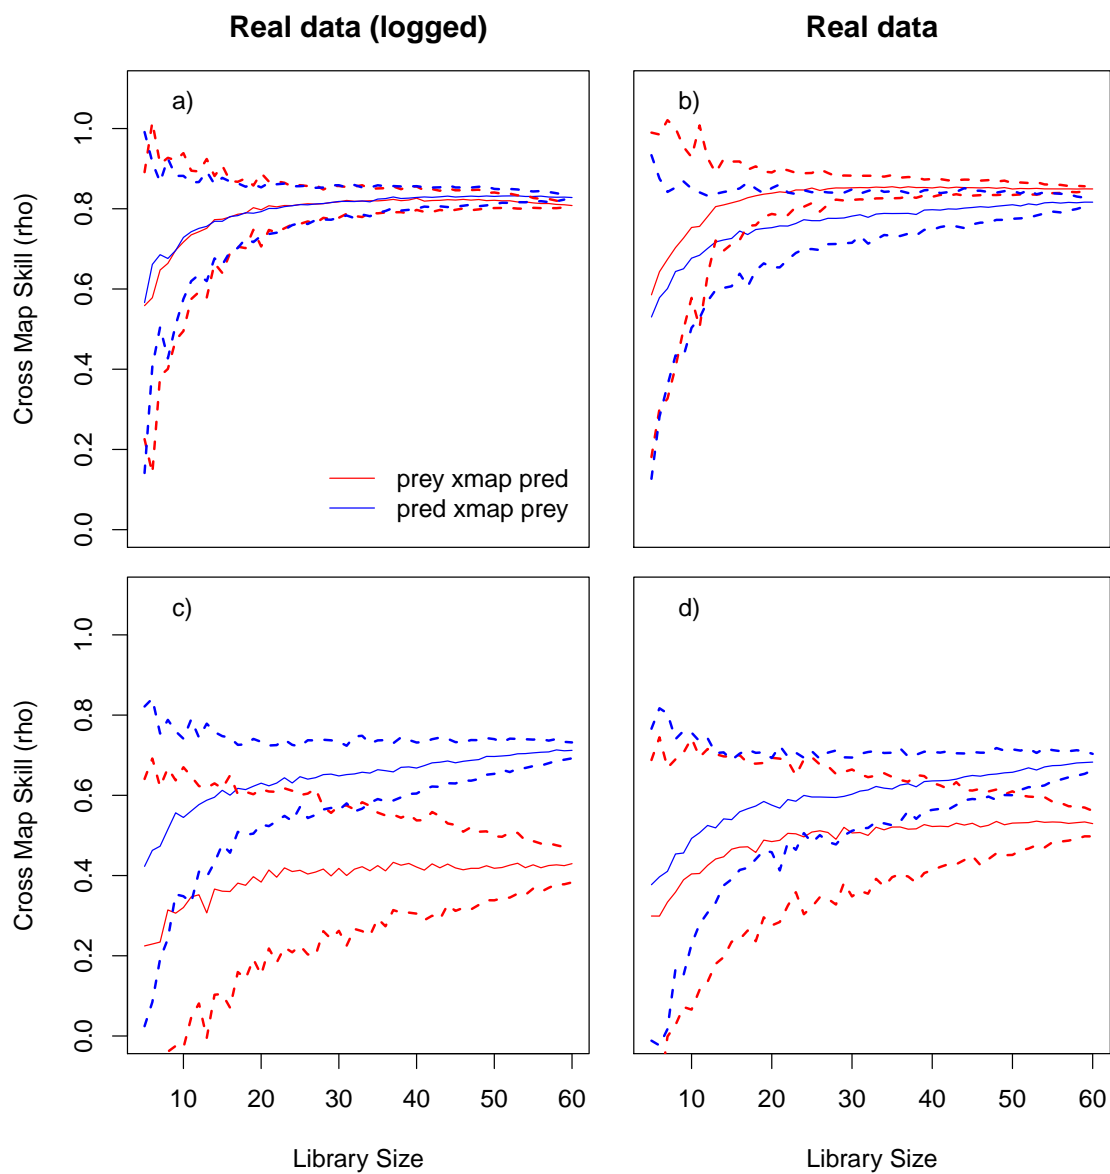 Real data (logged)
Real data
a)
b)
Cross Map Skill (rho)
1.0
0.8
0.6
0.4
0.2
0.0
prey xmap pred
pred xmap prey
c)
d)
Cross Map Skill (rho)
1.0
0.8
0.6
0.4
0.2
0.0
10 20 30 40 50 60
10 20 30 40 50 60
Library Size
Library Size